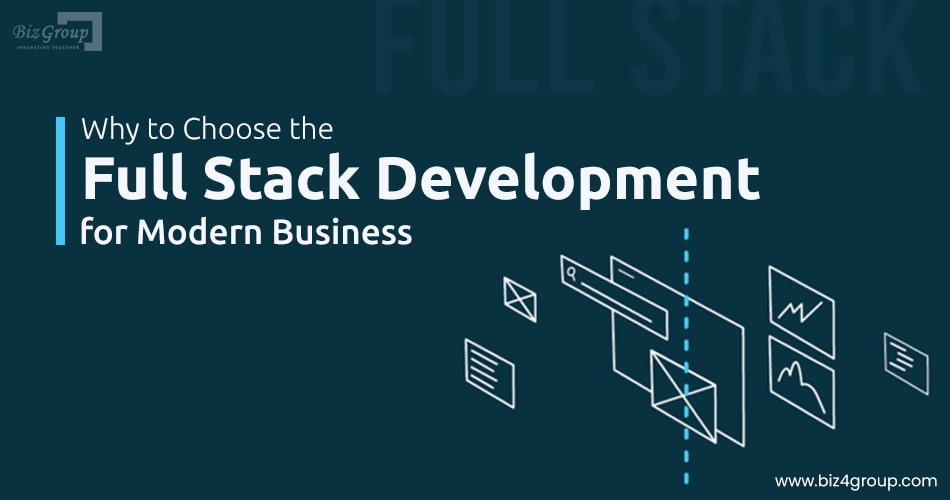 Biz Group
INNOVATING TOGETHER
FULL STACK
Why to Choose the
Full Stack Development
for Modern Business
www.biz4group.com